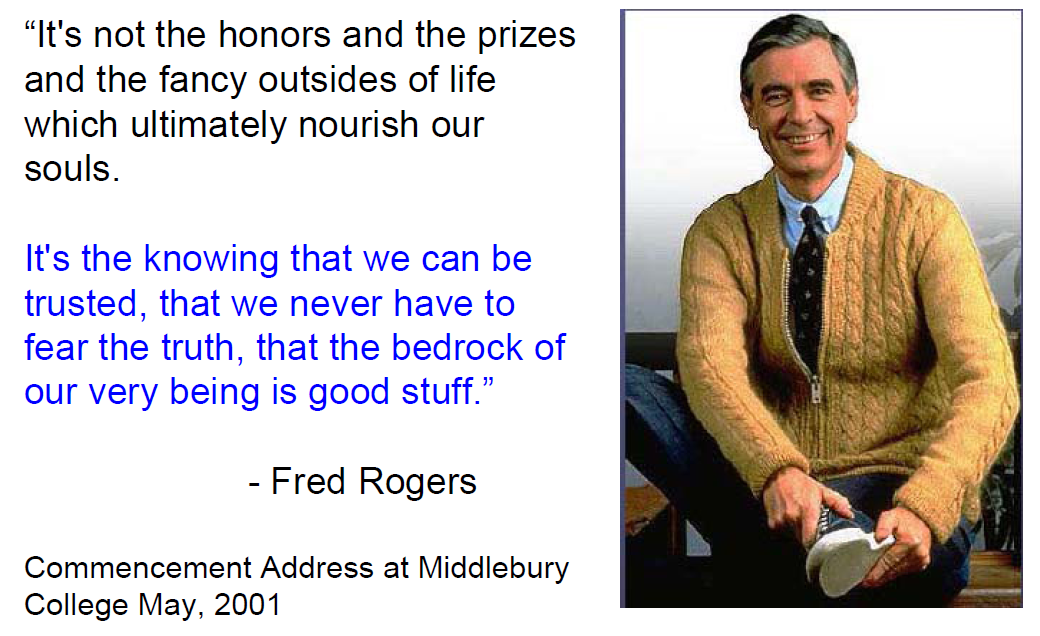 “It's not the honors and the prizes
and the fancy outsides of life
which ultimately nourish our
souls.
It's the knowing that we can be
trusted, that we never have to
fear the truth, that the bedrock of
our very being is good stuff.”
- Fred Rogers
Commencement Address at Middlebury
College May, 2001